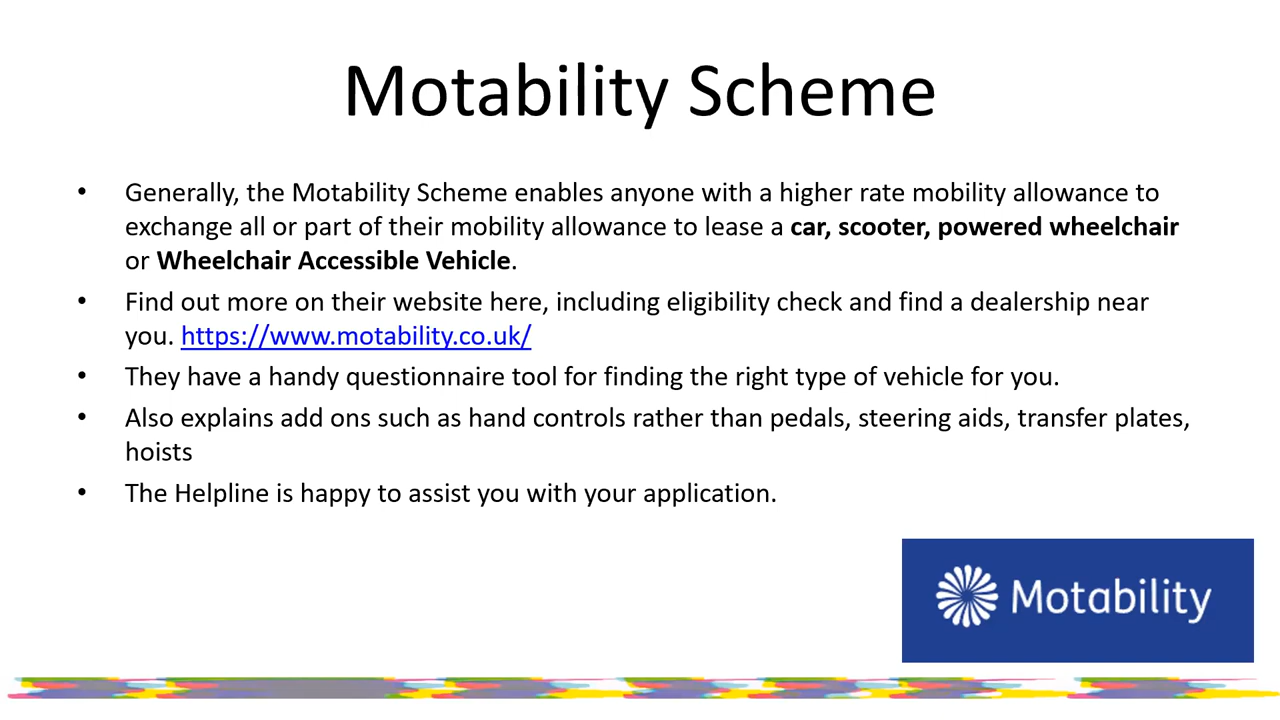 Motability Scheme
• Generally, the Motability Scheme enables anyone with a higher rate mobility allowance to
exchange all or part of their mobility allowance to lease a car, scooter, powered wheelchair
or Wheelchair Accessible Vehicle.
• Find out more on their website here, including eligibility check and find a dealership near
you. https://www.motability.co.uk/
• They have a handy questionnaire tool for finding the right type of vehicle for you.
• Also explains add ons such as hand controls rather than pedals, steering aids, transfer plates,
hoists
• The Helpline is happy to assist you with your application.
Motability